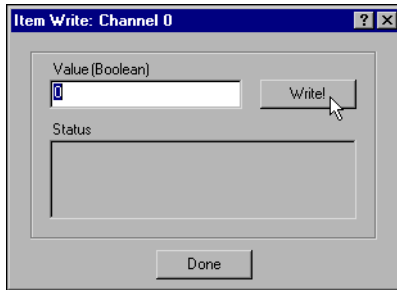 Item Write: Channel 0
Value (Boolean)
0
Write!
Status
Done